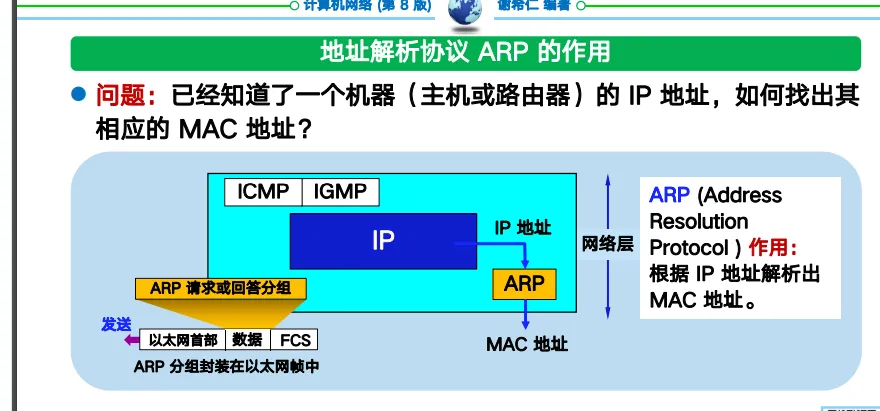 计算机网络 (第 8 版)
谢希仁 编著
地址解析协议 ARP 的作用
问题：已经知道了一个机器（主机或路由器）的 IP 地址，如何找出其
相应的 MAC 地址？
ICMP
IGMP
IP
IP 地址
ARP
MAC 地址
网络层
ARP (Address
Resolution
Protocol ) 作用：
根据 IP 地址解析出
MAC 地址。
ARP 请求或回答分组
发送
以太网首部
数据
FCS
ARP 分组封装在以太网帧中